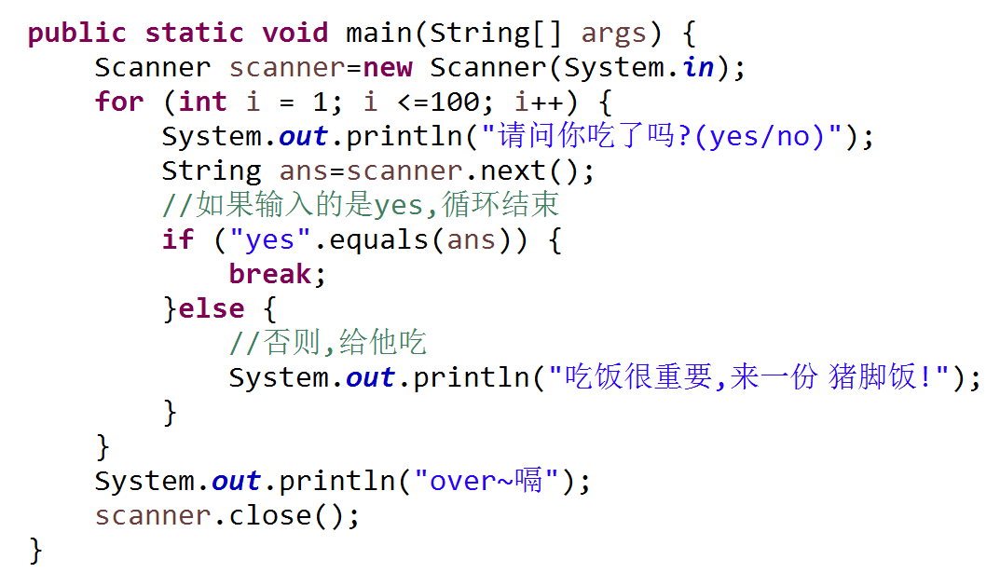 public static void main(String[] args) {
    Scanner scanner=new Scanner(System.in);
    for (int i = 1; i <=100; i++) {
        System.out.println("请问你吃了吗?(yes/no)");
        String ans=scanner.next();
        //如果输入的是yes,循环结束
        if ("yes".equals(ans)) {
            break;
        }else {
            //否则,给他吃
            System.out.println("吃饭很重要,来一份 猪脚饭!");
        }
    }
    System.out.println("over~嗝");
    scanner.close();
}